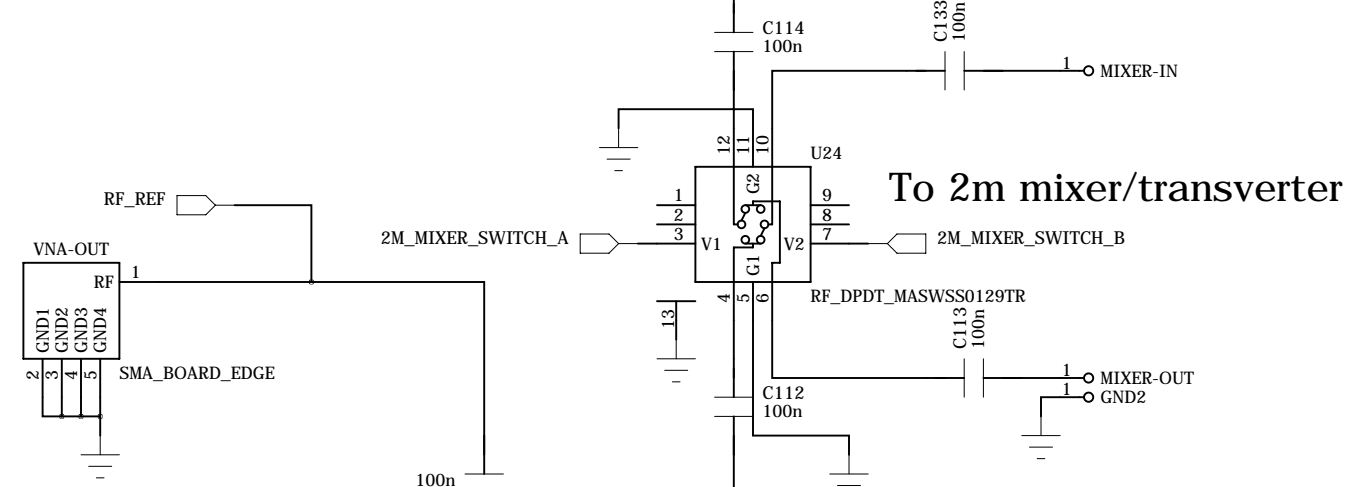 C133
100n
C114
100n
1
MIXER-IN
12
11
10
U24
To 2m mixer/transverter
RF_REF
1
2
3
G2
9
8
7
2M_MIXER_SWITCH_A
V1
V2
2M_MIXER_SWITCH_B
VNA-OUT
RF
1
G1
4
5
6
RF_DPDT_MASWSS0129TR
GND1
GND2
GND3
GND4
13
C113
100n
2
3
4
5
SMA_BOARD_EDGE
C112
100n
1
MIXER-OUT
1
GND2
100n